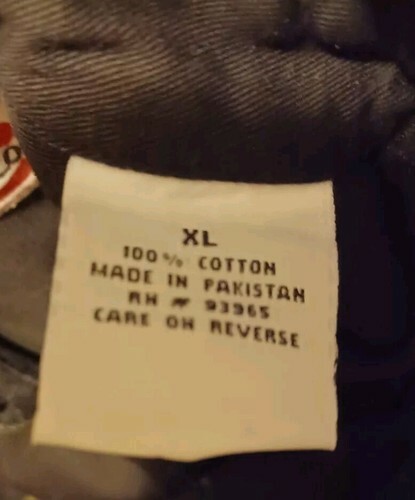 XL
100% COTTON
MADE IN PAKISTAN
RN # 93965
CARE ON REVERSE